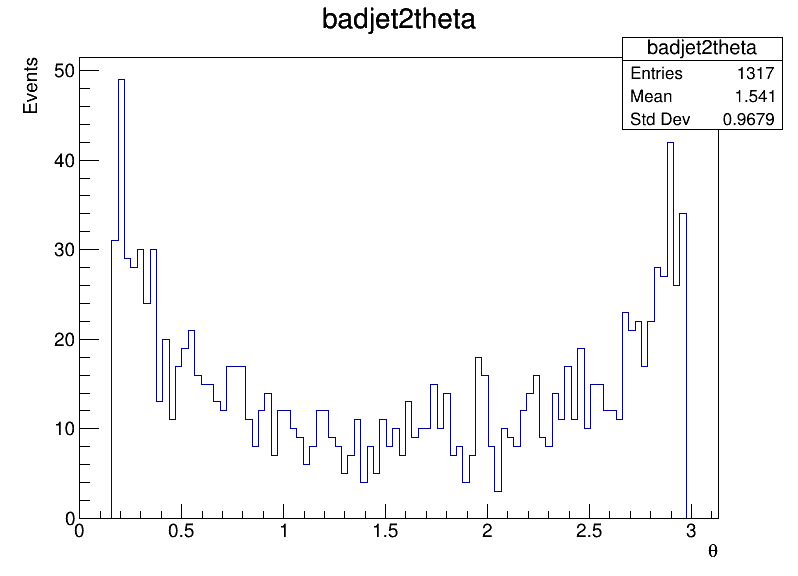 badjet2theta
badjet2theta
Entries 1317
Mean 1.541
Std Dev 0.9679
Events
50
40
30
20
10
0
0 0.5 1 1.5 2 2.5 3
θ